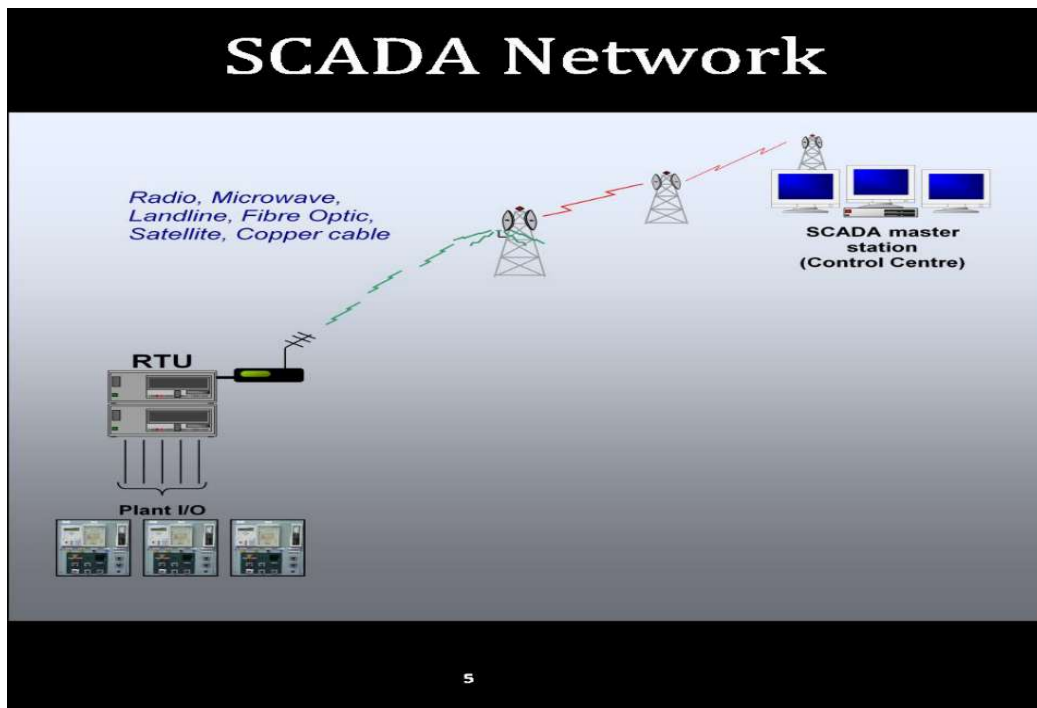 SCADA Network
Radio, Microwave,
Landline, Fibre Optic,
Satellite, Copper cable
SCADA master
station
(Control Centre)
RTU
Plant I/O
5